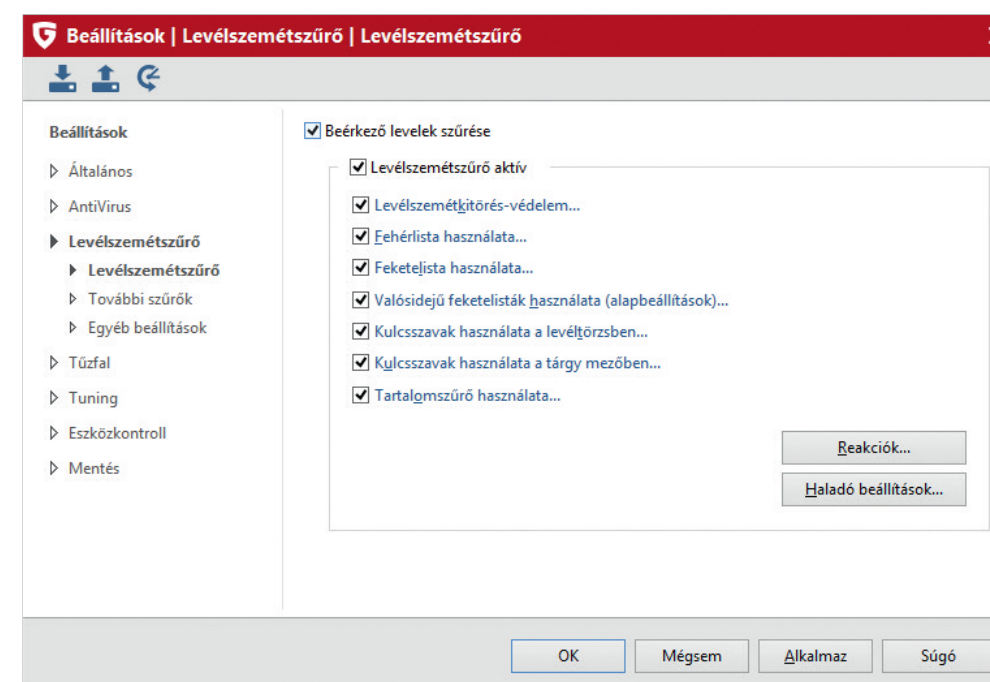 Beállítások | Levélszemétszűrő | Levélszemétszűrő
Beállítások
Általános
AntiVirus
Levélszemétszűrő
Levélszemétszűrő
További szűrők
Egyéb beállítások
Tűzfal
Tuning
Eszközkontroll
Mentés
Beérkező levelek szűrése
Levélszemétszűrő aktív
Levélszemétkitörés-védelem...
Fehérlista használata...
Feketelista használata...
Valósidejű feketelisták használata (alapbeállítások)...
Kulcsszavak használata a levéltörzsben...
Kulcsszavak használata a tárgy mezőben...
Tartalomszűrő használata...
Reakciók...
Haladó beállítások...
OK
Mégsem
Alkalmaz
Súgó